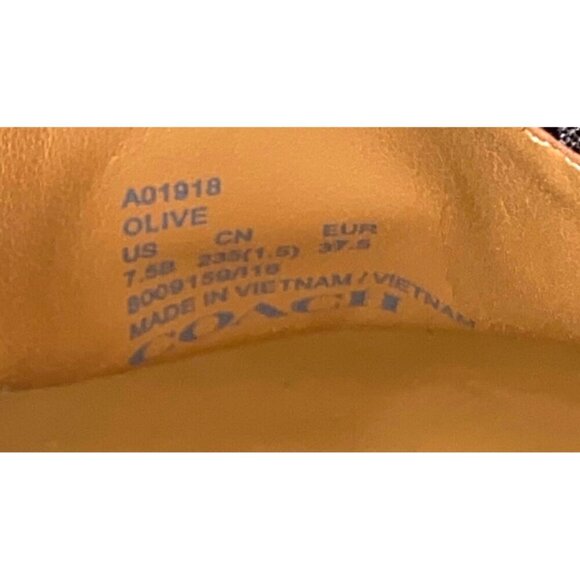 A01918
OLIVE
US CN EUR
7.5B 235(1.5) 37.5
8009159/116
MADE IN VIETNAM / VIETNAM
COACH